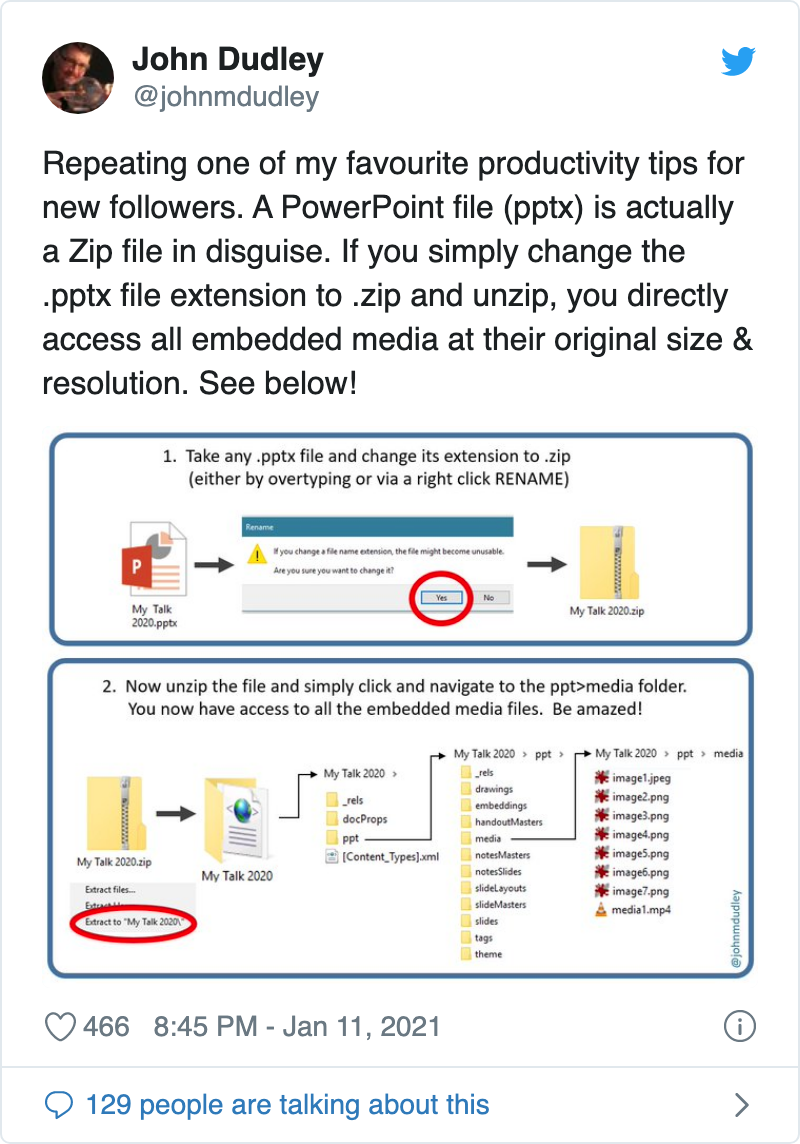 John Dudley
@johnmdudley
Repeating one of my favourite productivity tips for
new followers. A PowerPoint file (pptx) is actually
a Zip file in disguise. If you simply change the
.pptx file extension to .zip and unzip, you directly
access all embedded media at their original size &
resolution. See below!
1. Take any .pptx file and change its extension to .zip
(either by overtyping or via a right click RENAME)
Rename
If you change a file name extension, the file might become unusable.
Are you sure you want to change it?
Yes No
P
My Talk
2020.pptx
My Talk 2020.zip
2. Now unzip the file and simply click and navigate to the ppt>media folder.
You now have access to all the embedded media files. Be amazed!
My Talk 2020.zip
Extract files...
Extract to "My Talk 2020\"
My Talk 2020
My Talk 2020 >
_rels
docProps
ppt
[Content_Types].xml
My Talk 2020 > ppt >
_rels
drawings
embeddings
handoutMasters
media
notesMasters
notesSlides
slideLayouts
slideMasters
slides
tags
theme
My Talk 2020 > ppt > media
image1.jpeg
image2.png
image3.png
image4.png
image5.png
image6.png
image7.png
media1.mp4
@johnmdudley
466 8:45 PM - Jan 11, 2021
129 people are talking about this